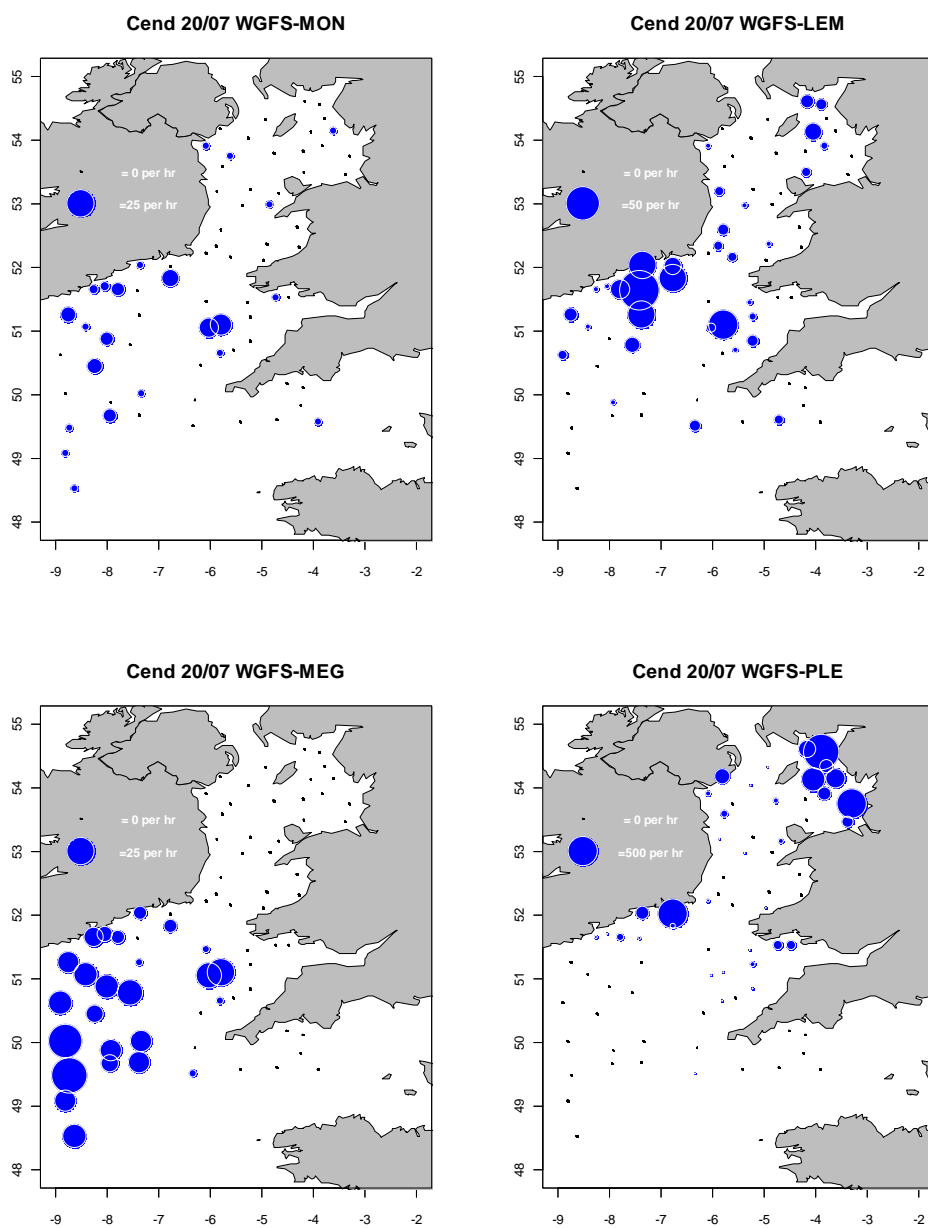 Cend 20/07 WGFS-MON
55
54
53
52
51
50
49
48
= 0 per hr
=25 per hr
-9 -8 -7 -6 -5 -4 -3 -2
Cend 20/07 WGFS-LEM
55
54
53
52
51
50
49
48
= 0 per hr
=50 per hr
-9 -8 -7 -6 -5 -4 -3 -2
Cend 20/07 WGFS-MEG
55
54
53
52
51
50
49
48
= 0 per hr
=25 per hr
-9 -8 -7 -6 -5 -4 -3 -2
Cend 20/07 WGFS-PLE
55
54
53
52
51
50
49
48
= 0 per hr
=500 per hr
-9 -8 -7 -6 -5 -4 -3 -2